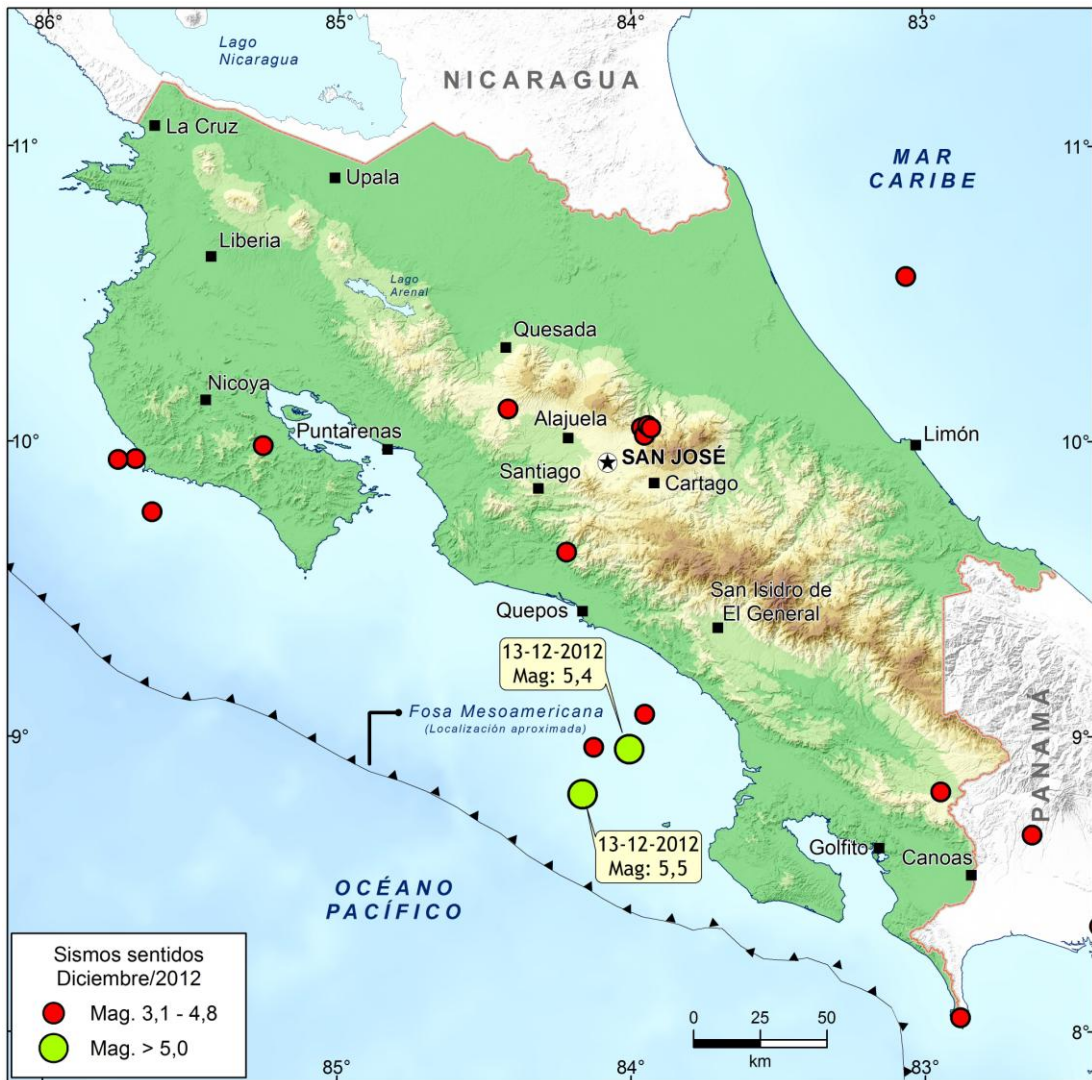 86°
85°
84°
83°
Lago
Nicaragua
NICARAGUA
11°
11°
La Cruz
MAR
CARIBE
Upala
Liberia
Lago
Arenal
Quesada
Nicoya
Alajuela
Puntarenas
Limón
10°
10°
SAN JOSÉ
Santiago
Cartago
San Isidro de
El General
Quepos
13-12-2012
Mag: 5,4
Fosa Mesoamericana
(Localización aproximada)
9°
9°
PANAMÁ
13-12-2012
Mag: 5,5
Golfito
Canoas
OCÉANO
PACÍFICO
Sismos sentidos
Diciembre/2012
Mag. 3,1 - 4,8
Mag. > 5,0
0 25 50
km
8°
8°
85°
84°
83°